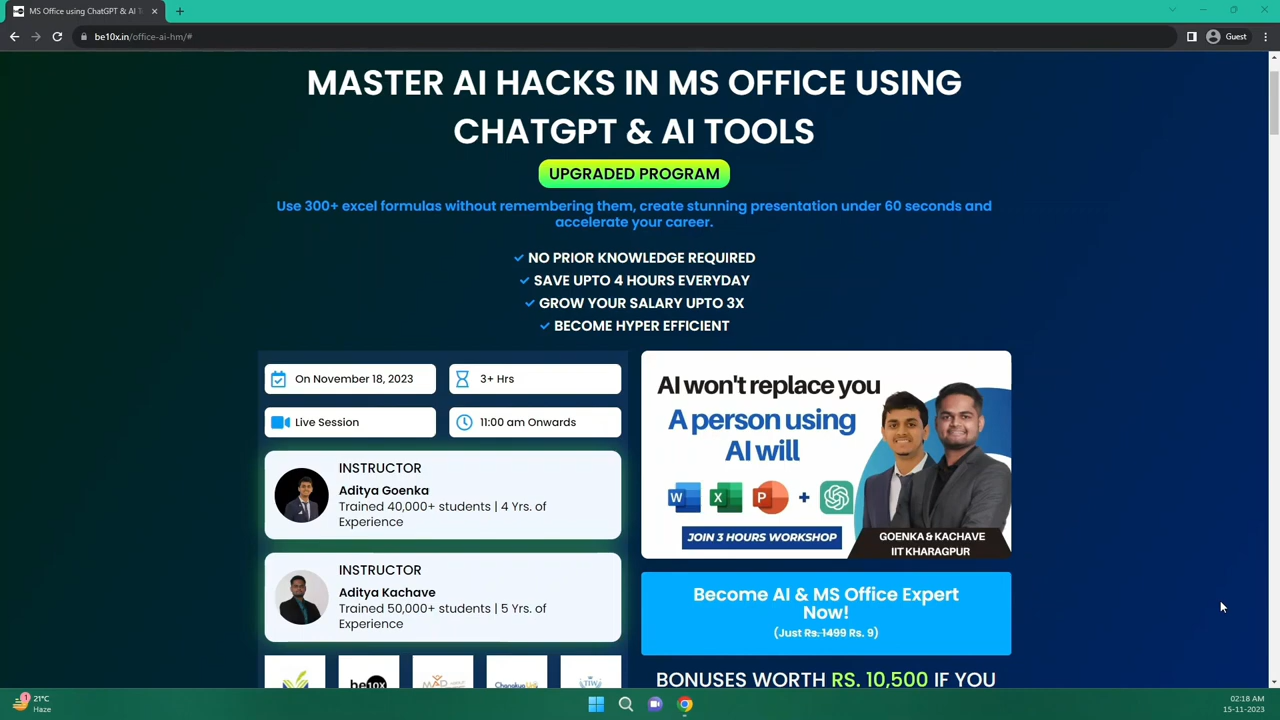 MS Office using ChatGPT & AI T
be10x.in/office-ai-hm/#
Guest
MASTER AI HACKS IN MS OFFICE USING
CHATGPT & AI TOOLS
UPGRADED PROGRAM
Use 300+ excel formulas without remembering them, create stunning presentation under 60 seconds and
accelerate your career.
NO PRIOR KNOWLEDGE REQUIRED
SAVE UPTO 4 HOURS EVERYDAY
GROW YOUR SALARY UPTO 3X
BECOME HYPER EFFICIENT
On November 18, 2023
3+ Hrs
Live Session
11:00 am Onwards
INSTRUCTOR
Aditya Goenka
Trained 40,000+ students | 4 Yrs. of
Experience
INSTRUCTOR
Aditya Kachave
Trained 50,000+ students | 5 Yrs. of
Experience
be10x
AI won't replace you
A person using
AI will
W X P +
JOIN 3 HOURS WORKSHOP
GOENKA & KACHAVE
IIT KHARAGPUR
Become AI & MS Office Expert
Now!
(Just Rs. 1499 Rs. 9)
BONUSES WORTH RS. 10,500 IF YOU
1
21°C
Haze
02:18 AM
15-11-2023